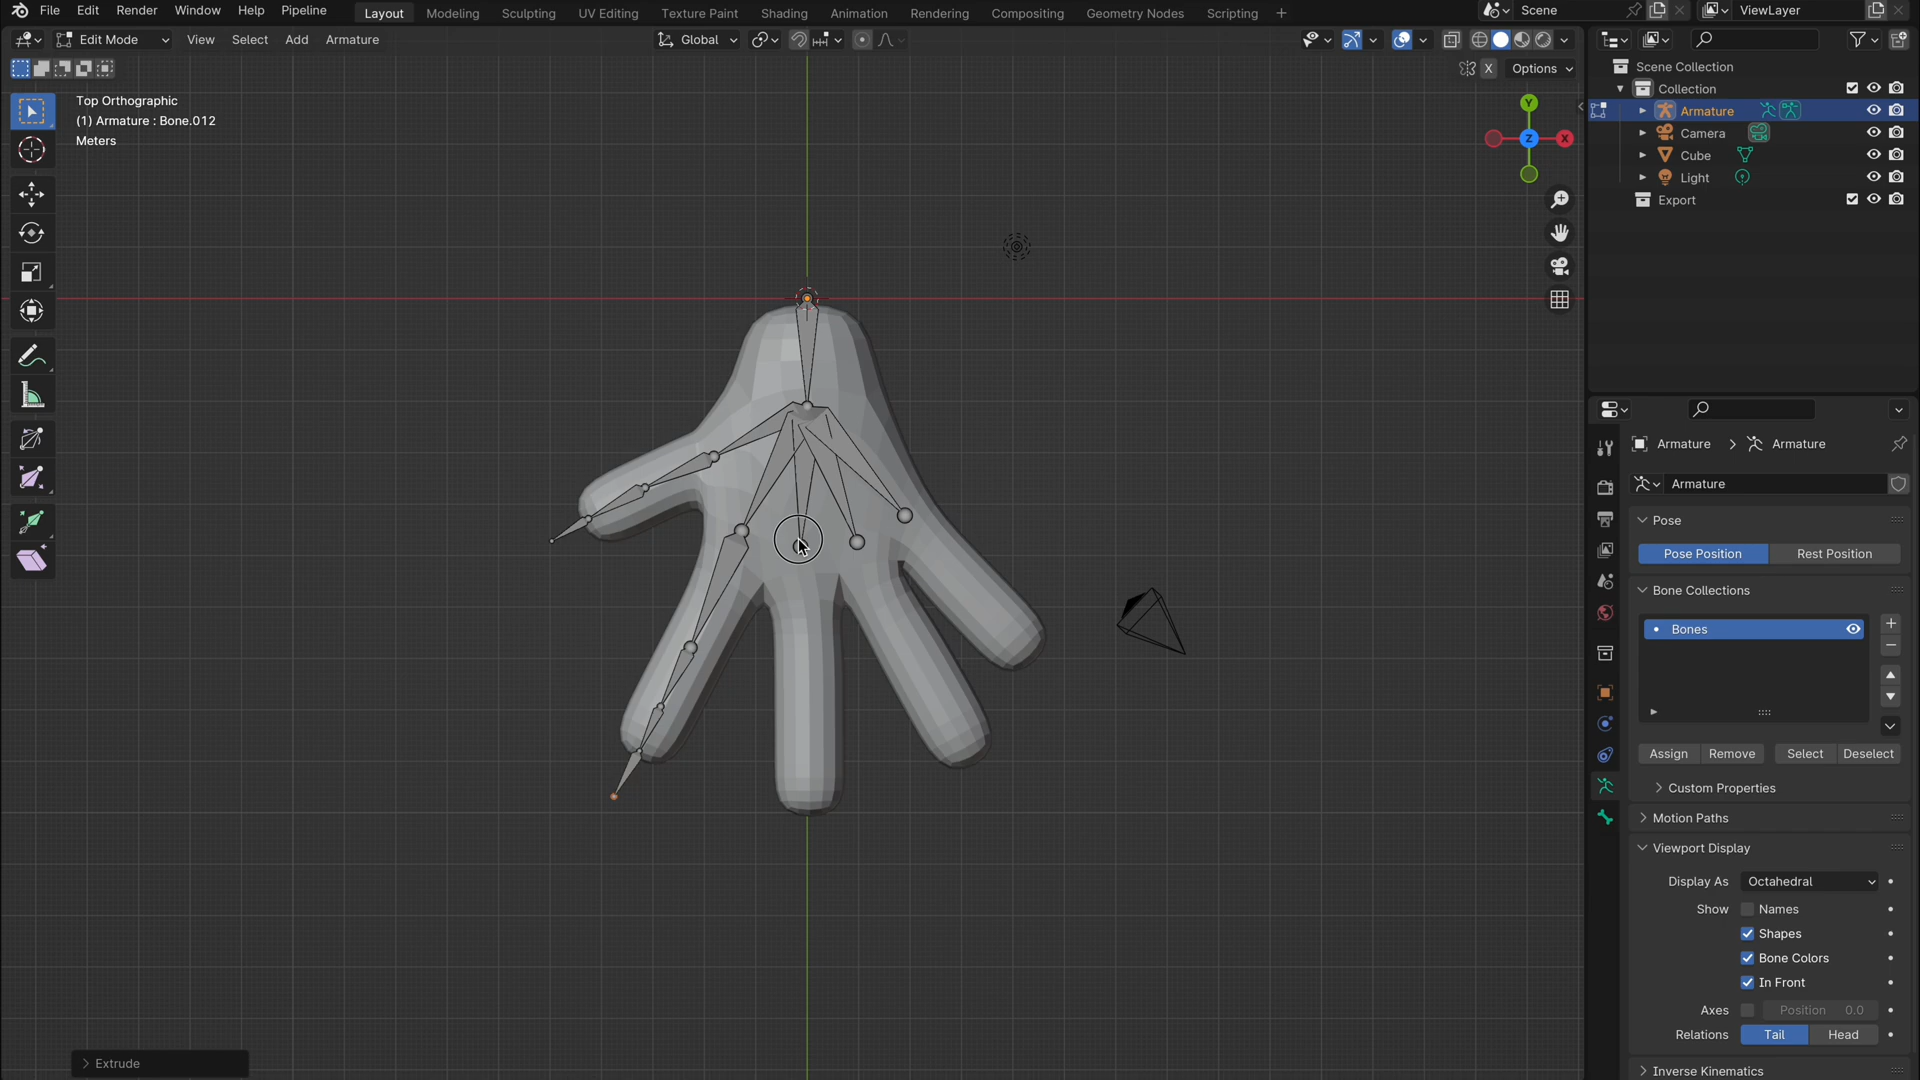 File Edit Render Window Help Pipeline Layout Modeling Sculpting UV Editing Texture Paint Shading Animation Rendering Compositing Geometry Nodes Scripting + Scene ViewLayer
Edit Mode View Select Add Armature Global
X Options
Top Orthographic
(1) Armature : Bone.012
Meters
Y
Z X
Scene Collection
Collection
Armature
Camera
Cube
Light
Export
Armature > Armature
Armature
Pose
Pose Position Rest Position
Bone Collections
Bones
Assign Remove Select Deselect
Custom Properties
Motion Paths
Viewport Display
Display As Octahedral
Show Names
Shapes
Bone Colors
In Front
Axes Position 0.0
Relations Tail Head
Inverse Kinematics
Extrude